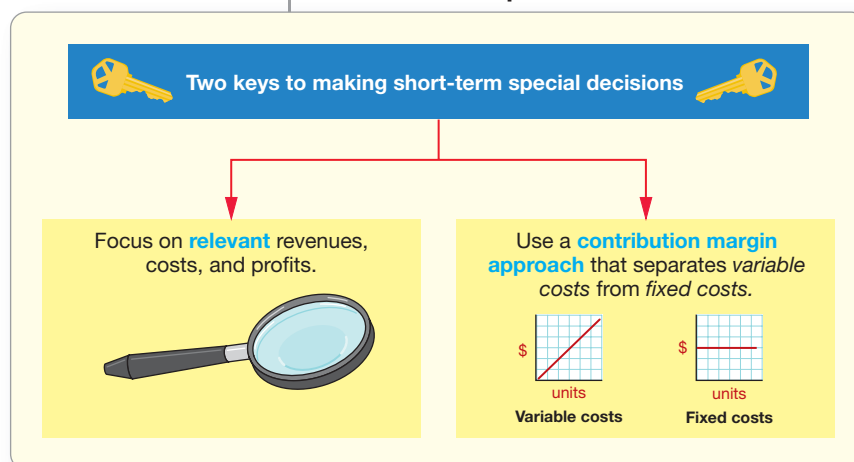 Two keys to making short-term special decisions
Focus on relevant revenues,
costs, and profits.
Use a contribution margin
approach that separates variable
costs from fixed costs.
$
units
Variable costs
$
units
Fixed costs